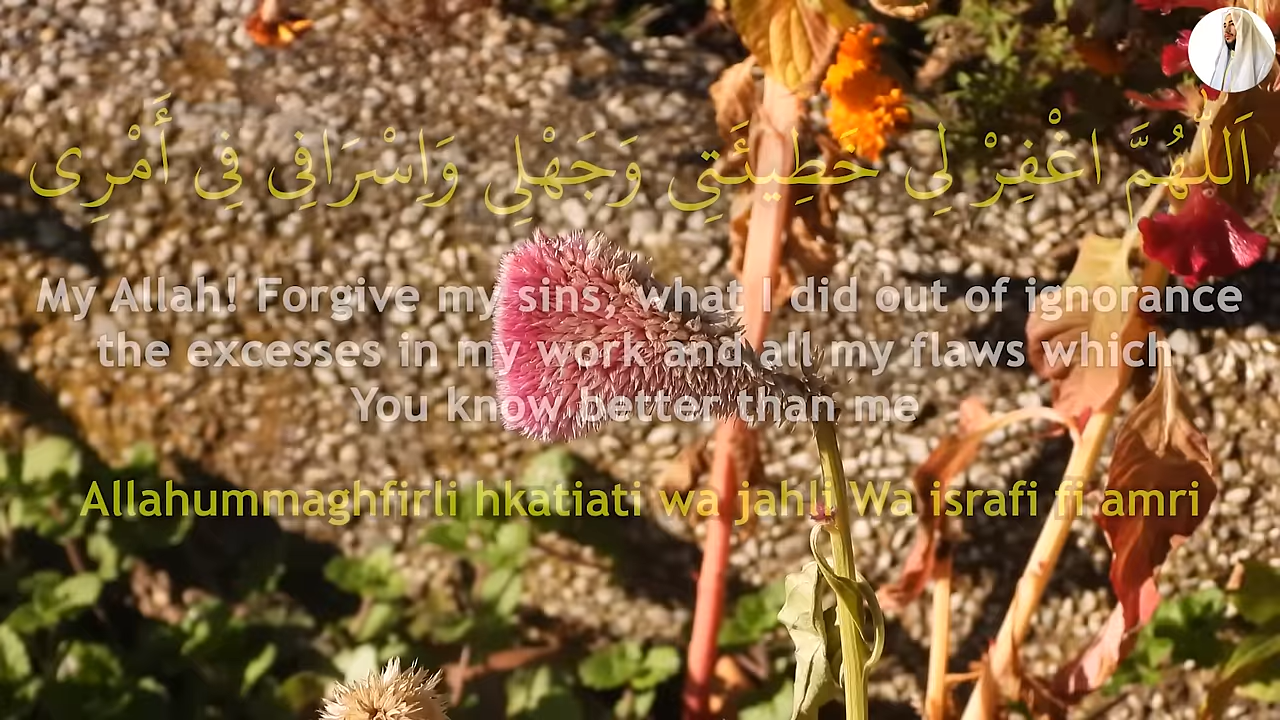 اَللّٰهُمَّ اغْفِرْ لِى خَطِيئَتِى وَجَهْلِى وَاِسْرَافِى فِى أَمْرِى
My Allah! Forgive my sins, what I did out of ignorance
the excesses in my work and all my flaws which
You know better than me
Allahummaghfirli hkatiati wa jahli Wa israfi fi amri